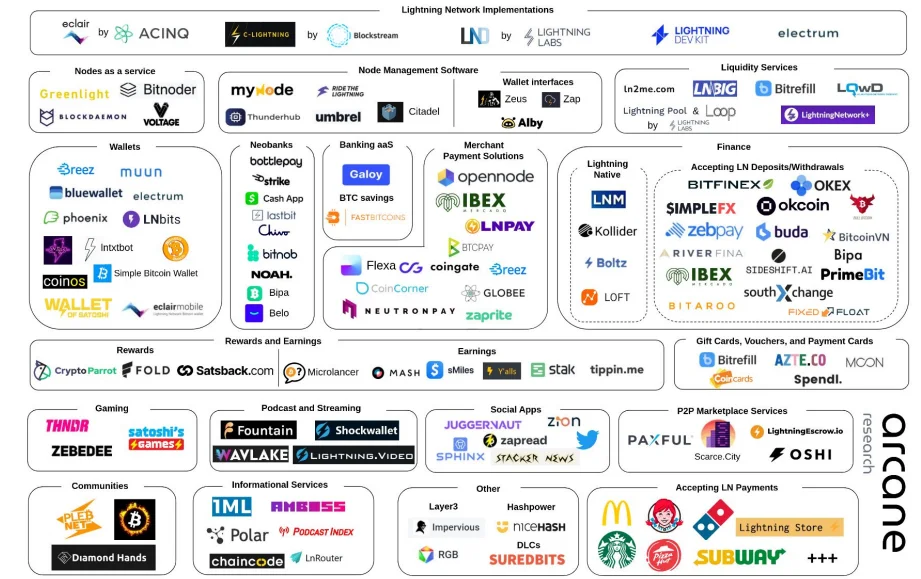 Lightning Network Implementations
eclair by ACINQ
C-LIGHTNING by Blockstream
LND by LIGHTNING LABS
LIGHTNING DEV KIT
electrum
Nodes as a service
Greenlight
Bitnoder
BLOCKDAEMON
VOLTAGE
Node Management Software
myNode
RIDE THE LIGHTNING
Thunderhub
umbrel
Citadel
Wallet interfaces
Zeus
Zap
Alby
Liquidity Services
ln2me.com
LNBIG
Bitrefill
LQwD
Lightning Pool & Loop
by LIGHTNING LABS
LightningNetwork+
Wallets
Breez
muun
bluewallet
electrum
phoenix
LNbits
lntxtbot
coinos
Simple Bitcoin Wallet
WALLET OF SATOSHI
eclair mobile
Neobanks
bottlepay
strike
Cash App
lastbit
Chivo
bitnob
NOAH.
Bipa
Belo
Banking aaS
Galoy
BTC savings
FASTBITCOINS
Merchant
Payment Solutions
opennode
IBEX
MERCADO
LNPAY
BTCPAY
Flexa
coingate
Breez
CoinCorner
GLOBEE
NEUTRONPAY
zaprite
Finance
Lightning
Native
LNM
Kollider
Boltz
LOFT
Accepting LN Deposits/Withdrawals
BITFINEX
OKEX
$IMPLEFX
okcoin
zebpay
buda
BitcoinVN
RIVERFINA
SIDESHIFT.AI
Bipa
IBEX
MERCADO
PrimeBit
southXchange
BITAROO
FIXED FLOAT
Rewards and Earnings
Rewards
CryptoParrot
FOLD
Satsback.com
Earnings
Microlancer
MASH
sMiles
Y'alls
stak
tippin.me
Gift Cards, Vouchers, and Payment Cards
Bitrefill
AZTE.CO
MOON
Coincards
Spendl.
Gaming
THNDR
ZEBEDEE
satoshi's
GAMES
Podcast and Streaming
Fountain
Shockwallet
WAVLAKE
LIGHTNING.VIDEO
Social Apps
JUGGERNAUT
zion
SPHINX
zapread
STACKER NEWS
P2P Marketplace Services
PAXFUL
Scarce.City
LightningEscrow.io
OSHI
arcane
research
Communities
PLEB
NET
Diamond Hands
Informational Services
1ML
AMBOSS
Polar
PODCAST INDEX
chaincode
LnRouter
Other
Layer3
Impervious
RGB
Hashpower
NICEHASH
DLCs
SUREDBITS
Accepting LN Payments
Lightning Store
Pizza Hut
SUBWAY
+++